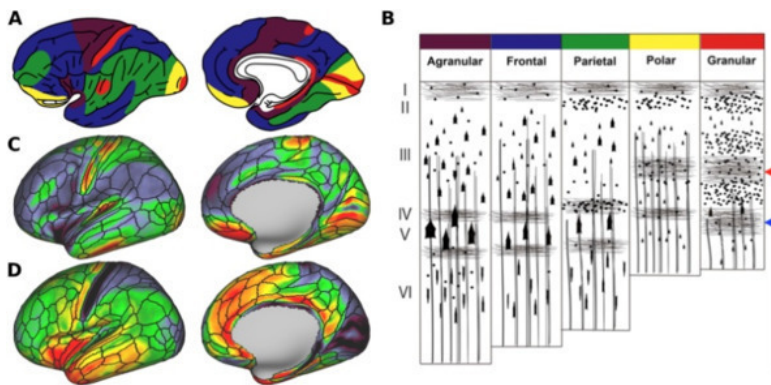 A
B
Agranular Frontal Parietal Polar Granular
I
II
III
IV
V
VI
C
D